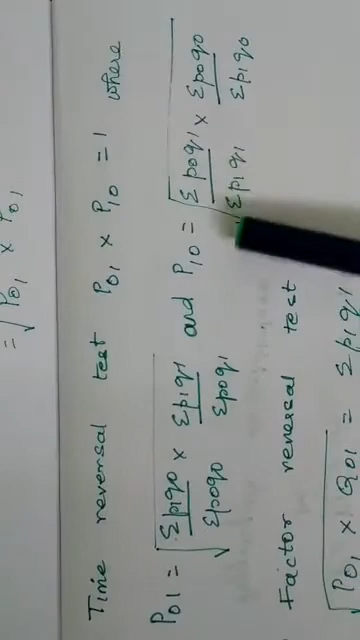 = √P01 × P01
Time reversal test P01 × P10 = 1 where
P01 = √Σp1q0/Σp0q0 × Σp1q1/Σp0q1 and P10 = √Σp0q1/Σp1q1 × Σp0q0/Σp1q0
Factor reversal test
P01 × Q01 = Σp1q1